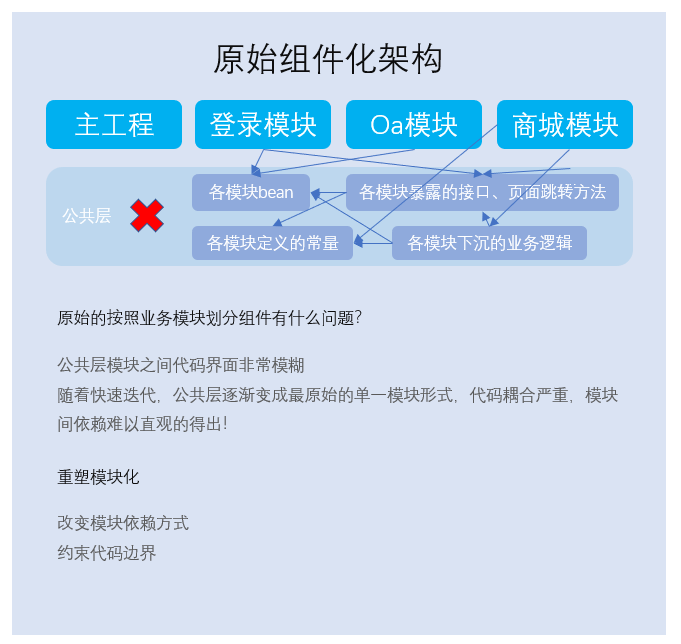 原始组件化架构
主工程
登录模块
Oa模块
商城模块
公共层
各模块bean
各模块暴露的接口、页面跳转方法
各模块定义的常量
各模块下沉的业务逻辑
原始的按照业务模块划分组件有什么问题?
公共层模块之间代码界面非常模糊
随着快速迭代，公共层逐渐变成最原始的单一模块形式，代码耦合严重，模块
间依赖难以直观的得出!
重塑模块化
改变模块依赖方式
约束代码边界